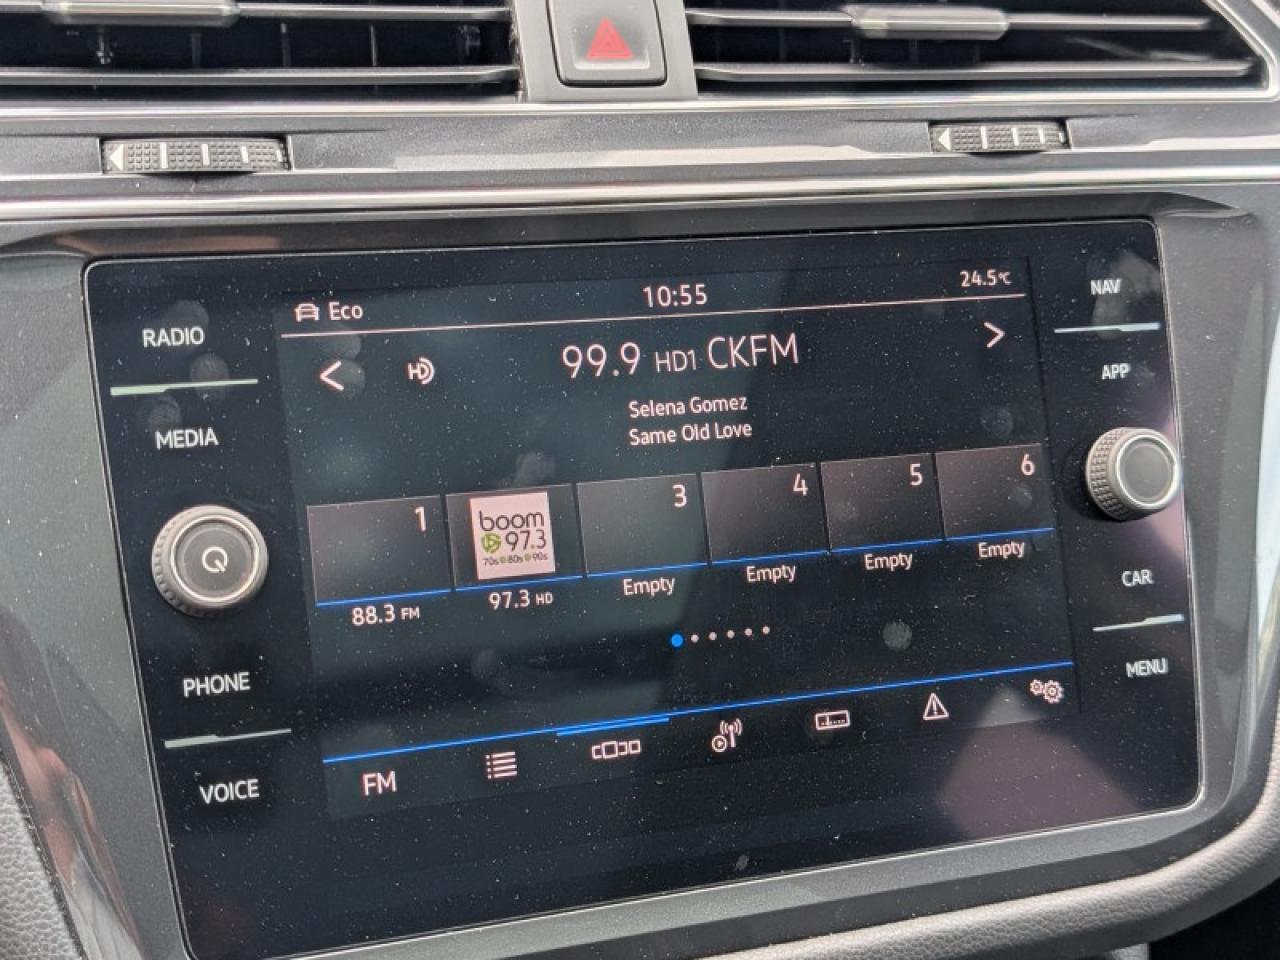 RADIO
MEDIA
PHONE
VOICE
Eco
10:55
24.5°C
HD
99.9 HD1 CKFM
Selena Gomez
Same Old Love
1
boom
97.3
70s 80s 90s
3
4
5
6
88.3 FM
97.3 HD
Empty
Empty
Empty
Empty
FM
NAV
APP
CAR
MENU